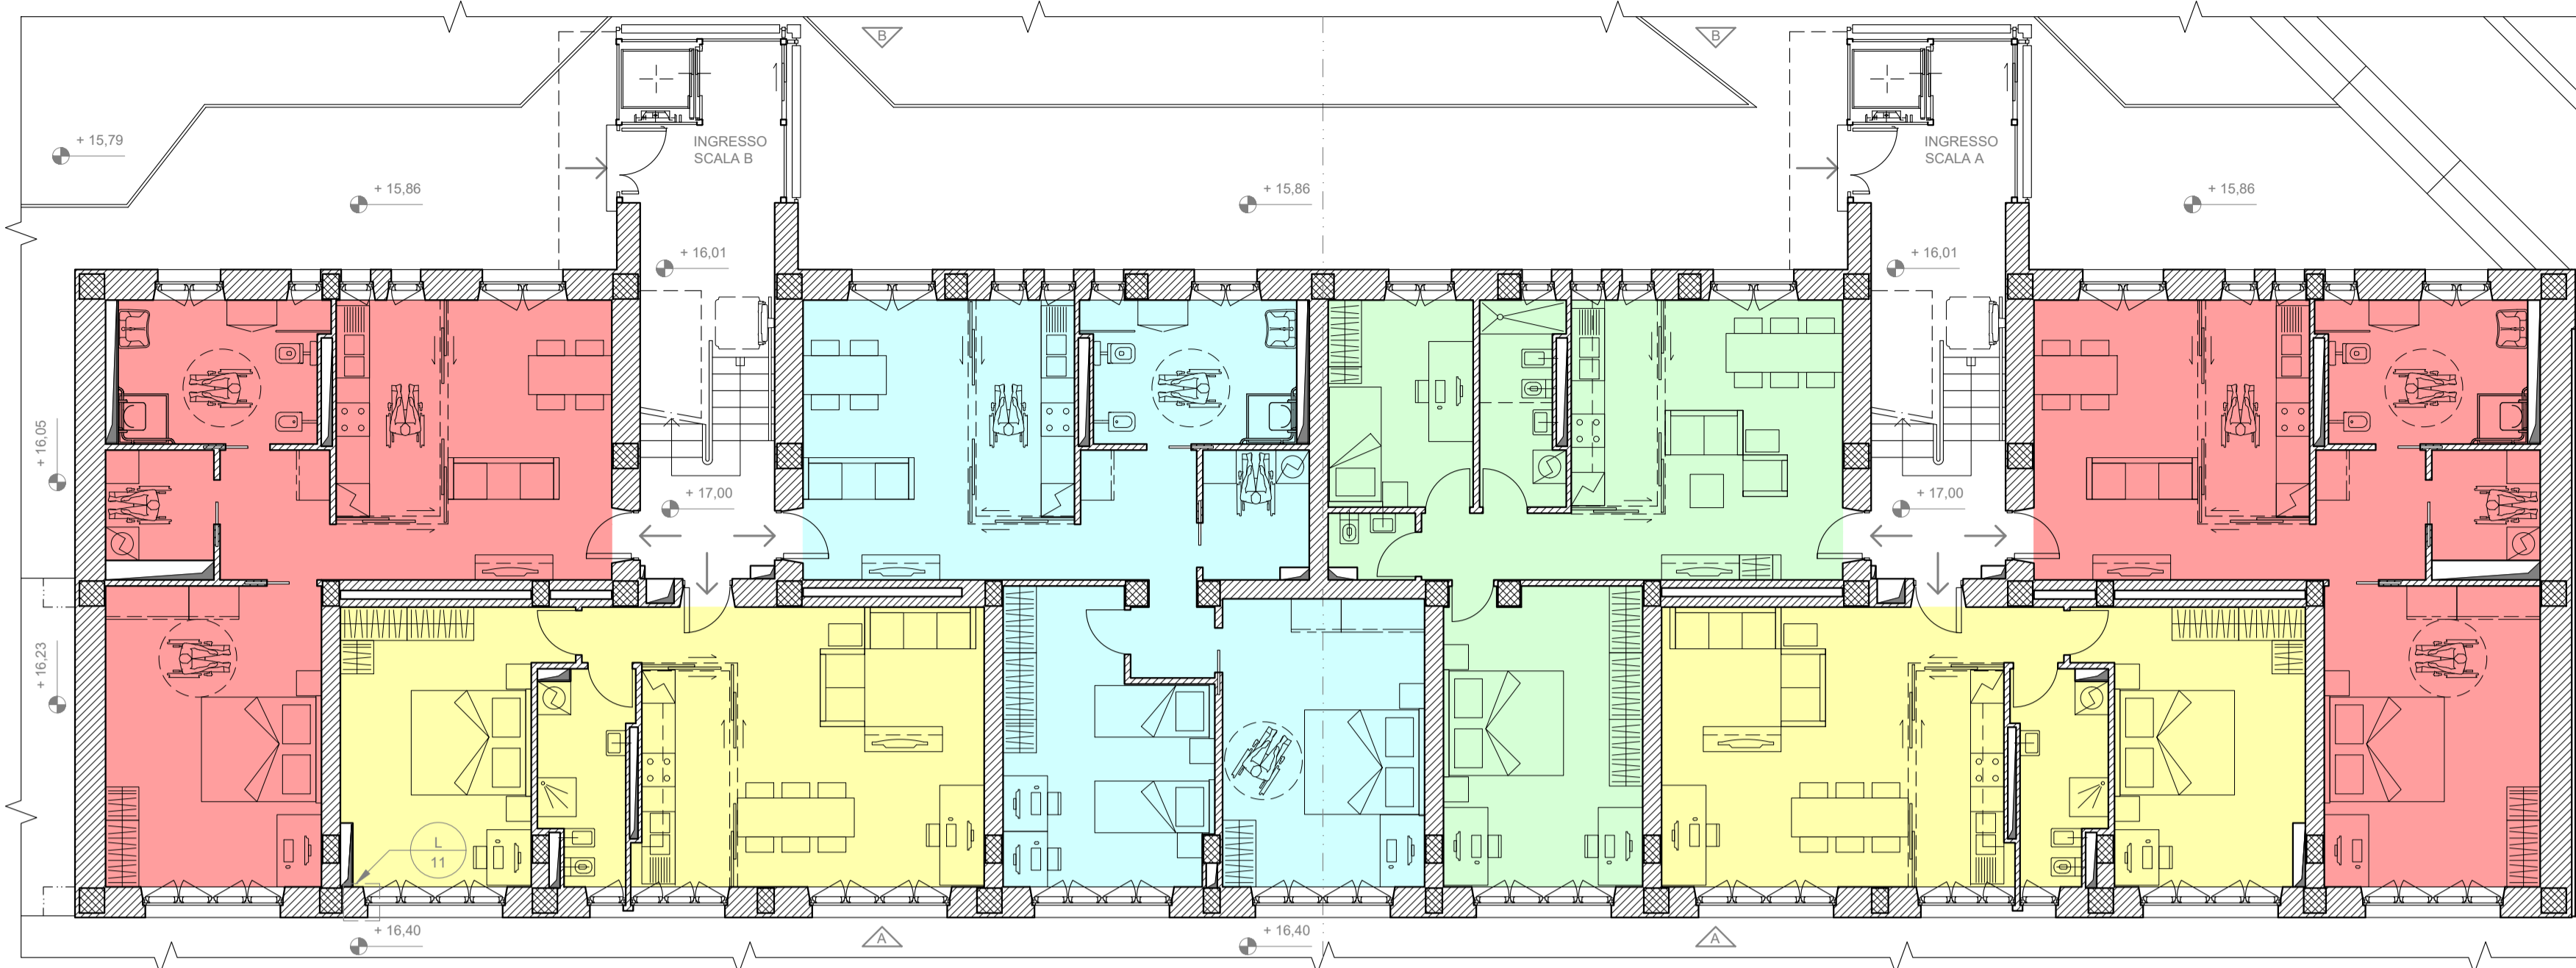 B
B
+ 15,79
INGRESSO
SCALA B
INGRESSO
SCALA A
+ 15,86
+ 15,86
+ 15,86
+ 16,01
+ 16,01
+ 16,05
+ 17,00
+ 17,00
+ 16,23
L
11
+ 16,40
A
+ 16,40
A